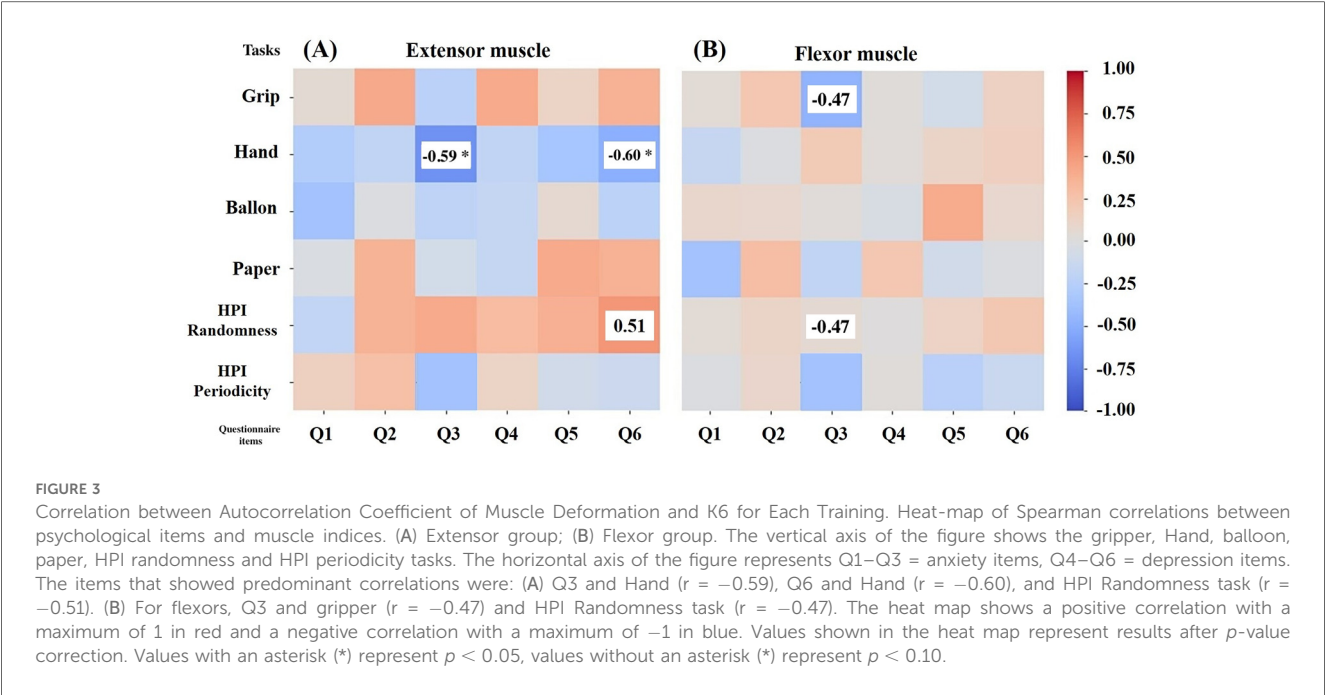 Tasks (A) Extensor muscle (B) Flexor muscle
Grip -0.47 1.00
0.75
Hand -0.59 * -0.60 * 0.50
Ballon 0.25
0.00
Paper -0.25
HPI
Randomness 0.51 -0.47 -0.50
HPI
Periodicity -0.75
-1.00
Questionnaire
items Q1 Q2 Q3 Q4 Q5 Q6 Q1 Q2 Q3 Q4 Q5 Q6
FIGURE 3
Correlation between Autocorrelation Coefficient of Muscle Deformation and K6 for Each Training. Heat-map of Spearman correlations between
psychological items and muscle indices. (A) Extensor group; (B) Flexor group. The vertical axis of the figure shows the gripper, Hand, balloon,
paper, HPI randomness and HPI periodicity tasks. The horizontal axis of the figure represents Q1–Q3 = anxiety items, Q4–Q6 = depression items.
The items that showed predominant correlations were: (A) Q3 and Hand (r = −0.59), Q6 and Hand (r = −0.60), and HPI Randomness task (r =
−0.51). (B) For flexors, Q3 and gripper (r = −0.47) and HPI Randomness task (r = −0.47). The heat map shows a positive correlation with a
maximum of 1 in red and a negative correlation with a maximum of −1 in blue. Values shown in the heat map represent results after p-value
correction. Values with an asterisk (*) represent p < 0.05, values without an asterisk (*) represent p < 0.10.